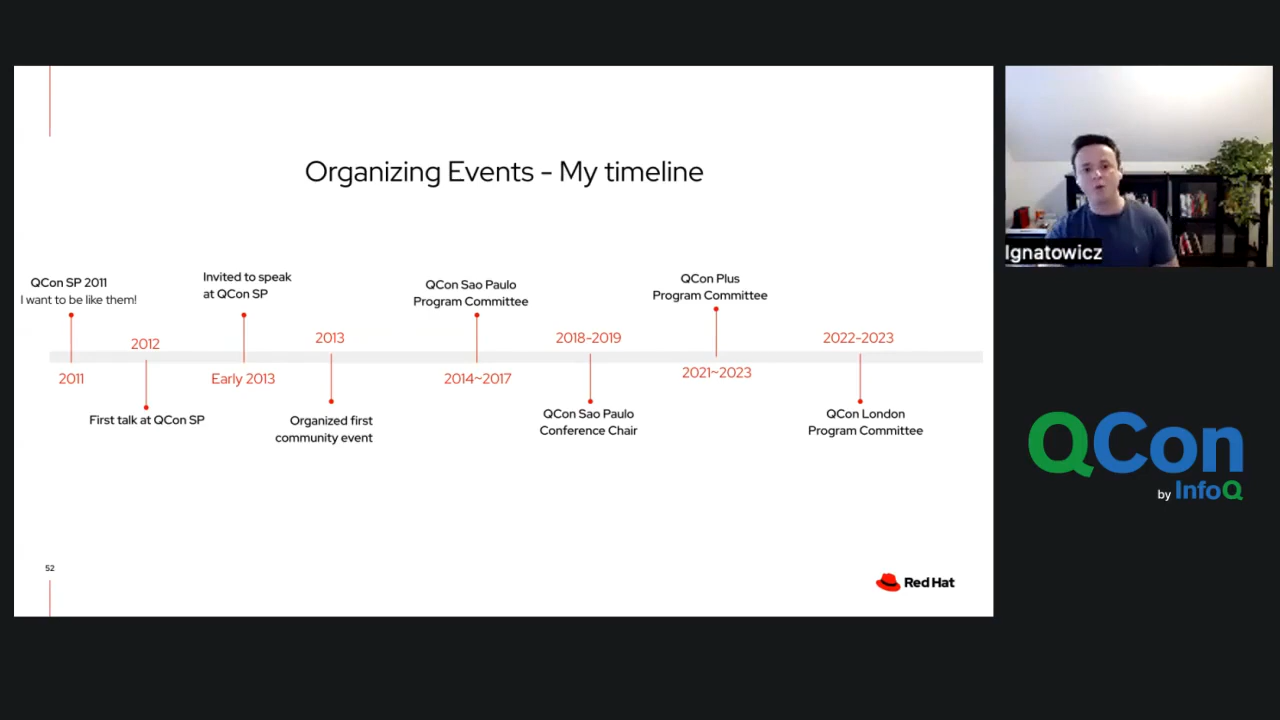 Organizing Events - My timeline
QCon SP 2011
I want to be like them!
2011
2012
First talk at QCon SP
Invited to speak
at QCon SP
Early 2013
2013
Organized first
community event
QCon Sao Paulo
Program Committee
2014~2017
2018-2019
QCon Sao Paulo
Conference Chair
QCon Plus
Program Committee
2021~2023
2022-2023
QCon London
Program Committee
52
Red Hat
Ignatowicz
QCon
by InfoQ